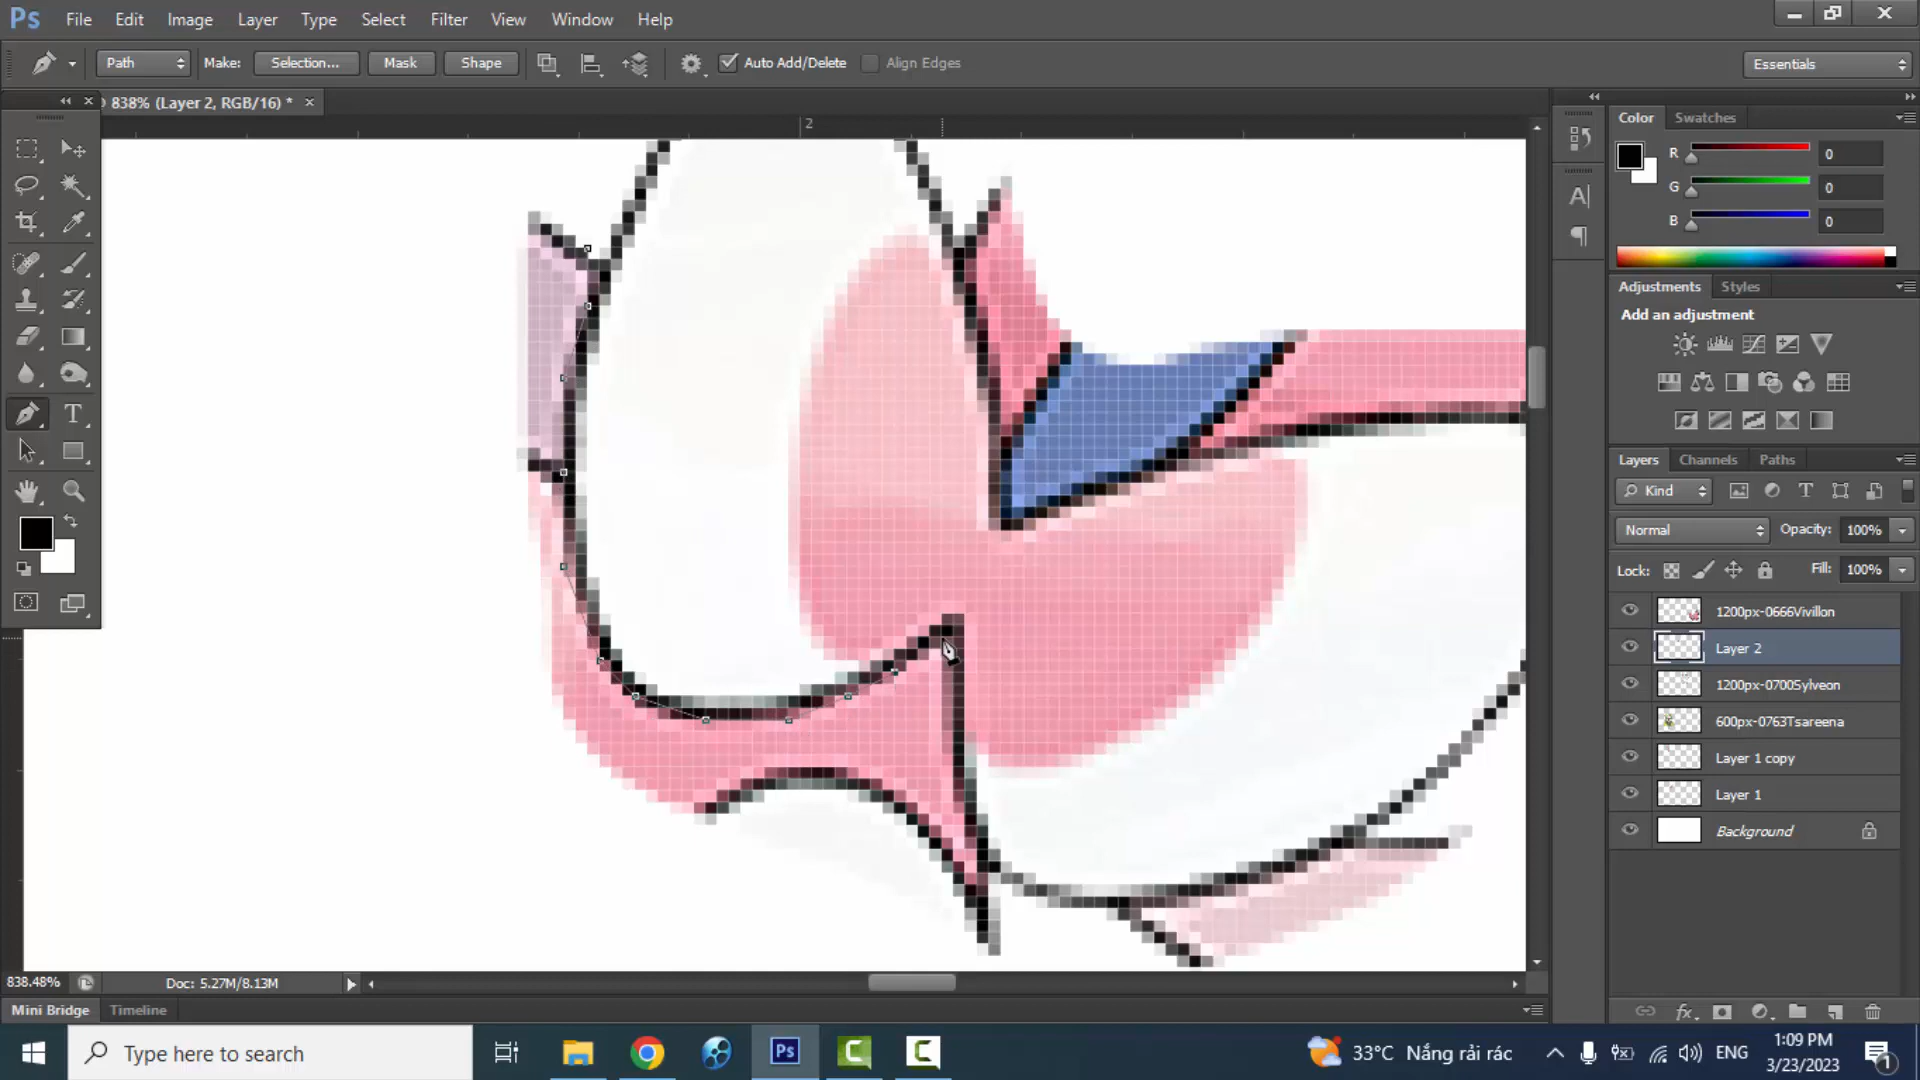 Ps File Edit Image Layer Type Select Filter View Window Help
Path Make: Selection... Mask Shape Auto Add/Delete Align Edges Essentials
838% (Layer 2, RGB/16) * ×
2
Color Swatches
R 0
G 0
B 0
Adjustments Styles
Add an adjustment
Layers Channels Paths
Kind
Normal Opacity: 100%
Lock: Fill: 100%
1200px-0666Vivillon
Layer 2
1200px-0700Sylveon
600px-0763Tsareena
Layer 1 copy
Layer 1
Background
838.48% Doc: 5.27M/8.13M
Mini Bridge Timeline
Type here to search
Ps
33°C Nắng rải rác
ENG
1:09 PM
3/23/2023
1